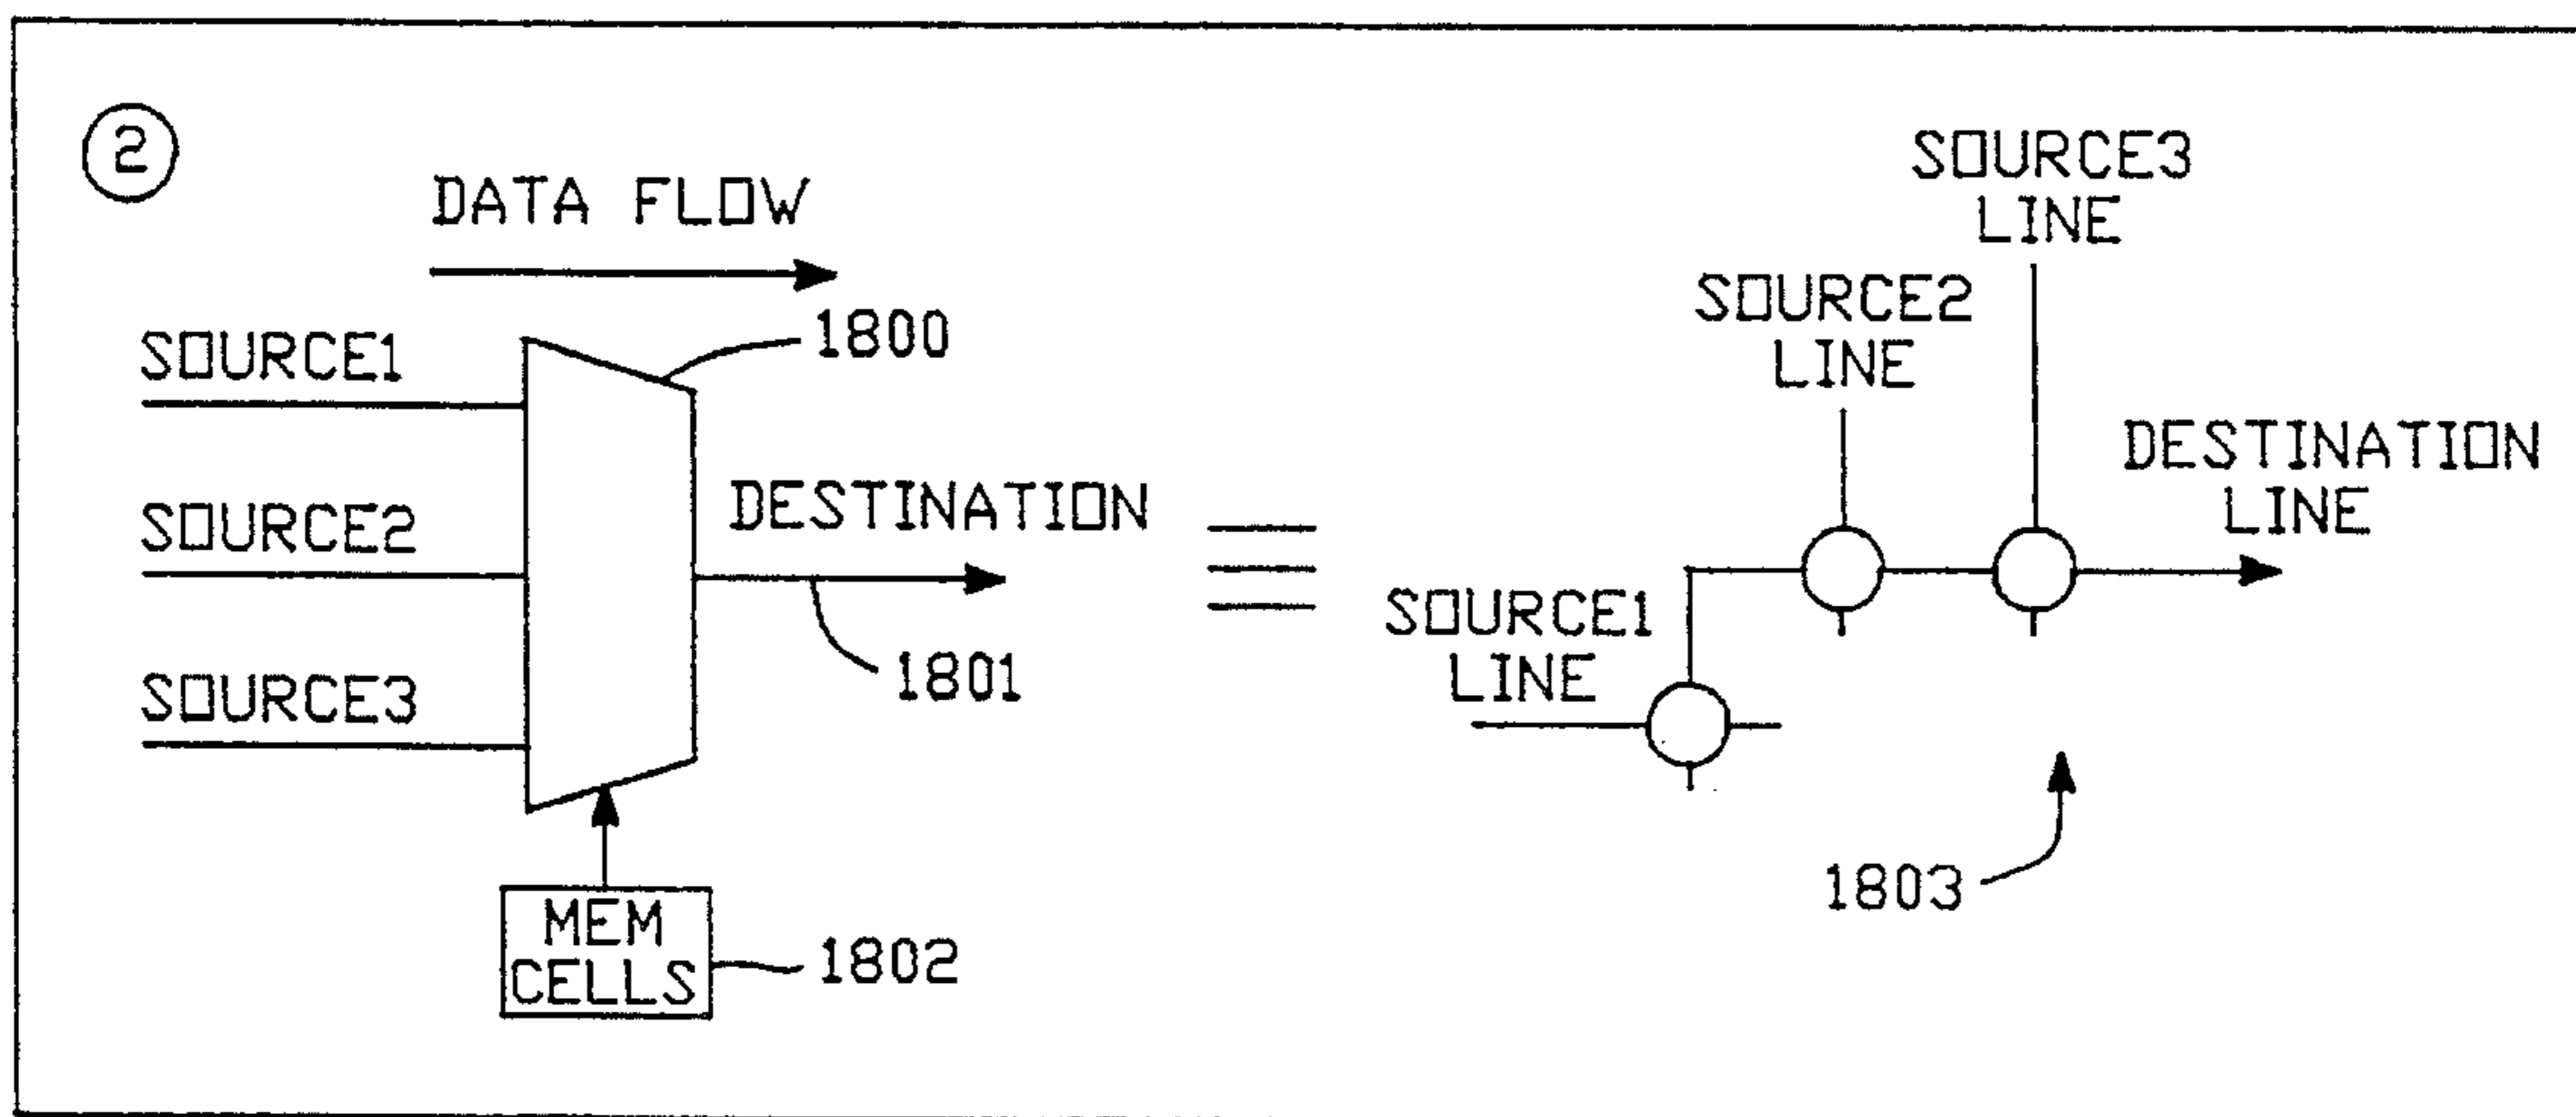 2
DATA FLOW
1800
SOURCE1
SOURCE2
SOURCE3
DESTINATION
1801
MEM
CELLS
1802
SOURCE3
LINE
SOURCE2
LINE
DESTINATION
LINE
SOURCE1
LINE
1803